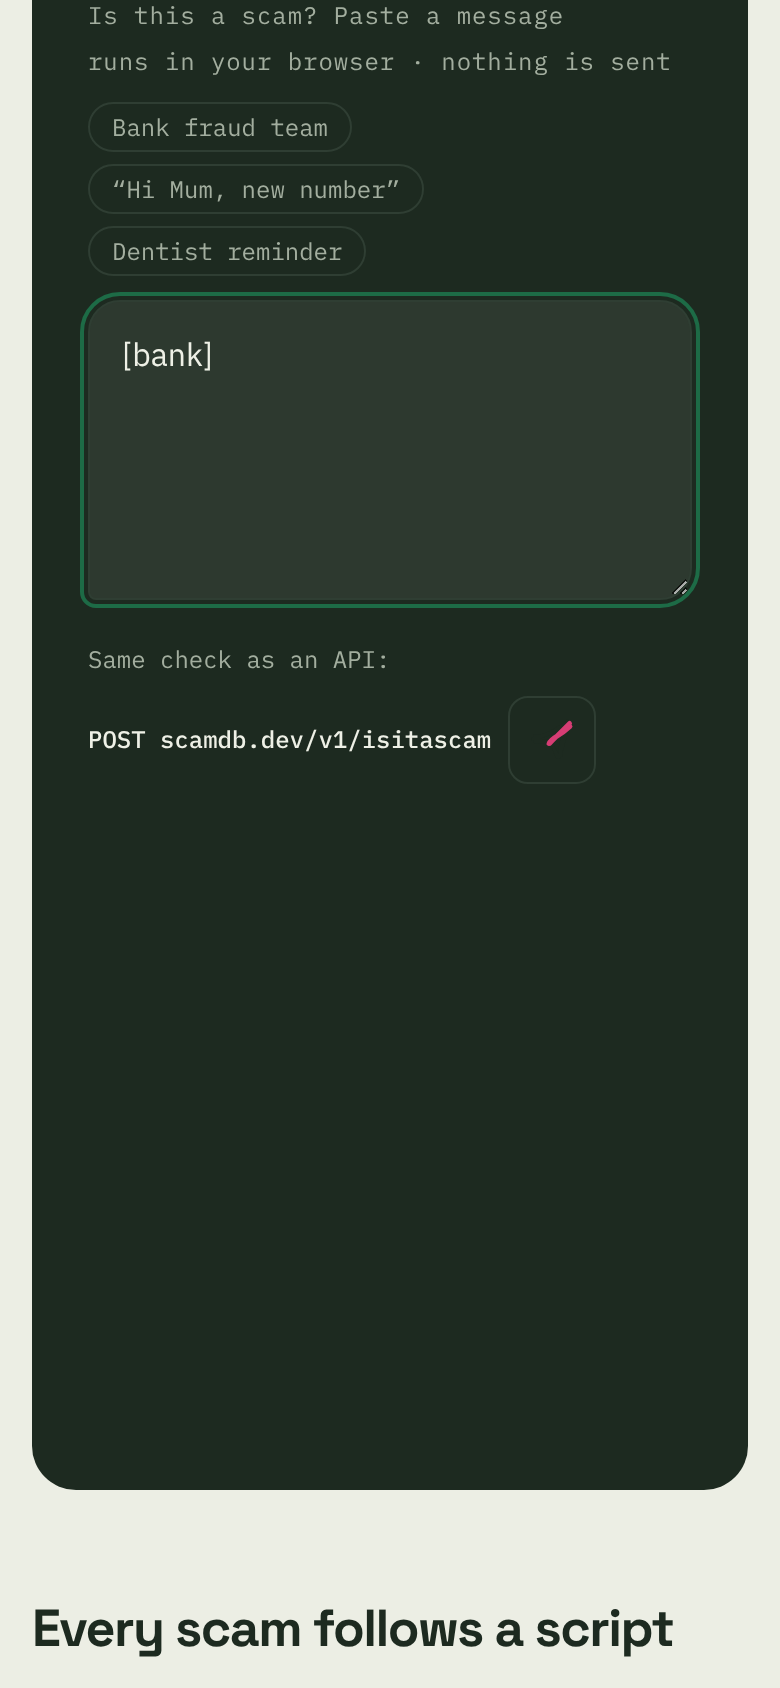 Is this a scam? Paste a message
runs in your browser · nothing is sent
Bank fraud team
“Hi Mum, new number”
Dentist reminder
[bank]
Same check as an API:
POST scamdb.dev/v1/isitascam
Every scam follows a script